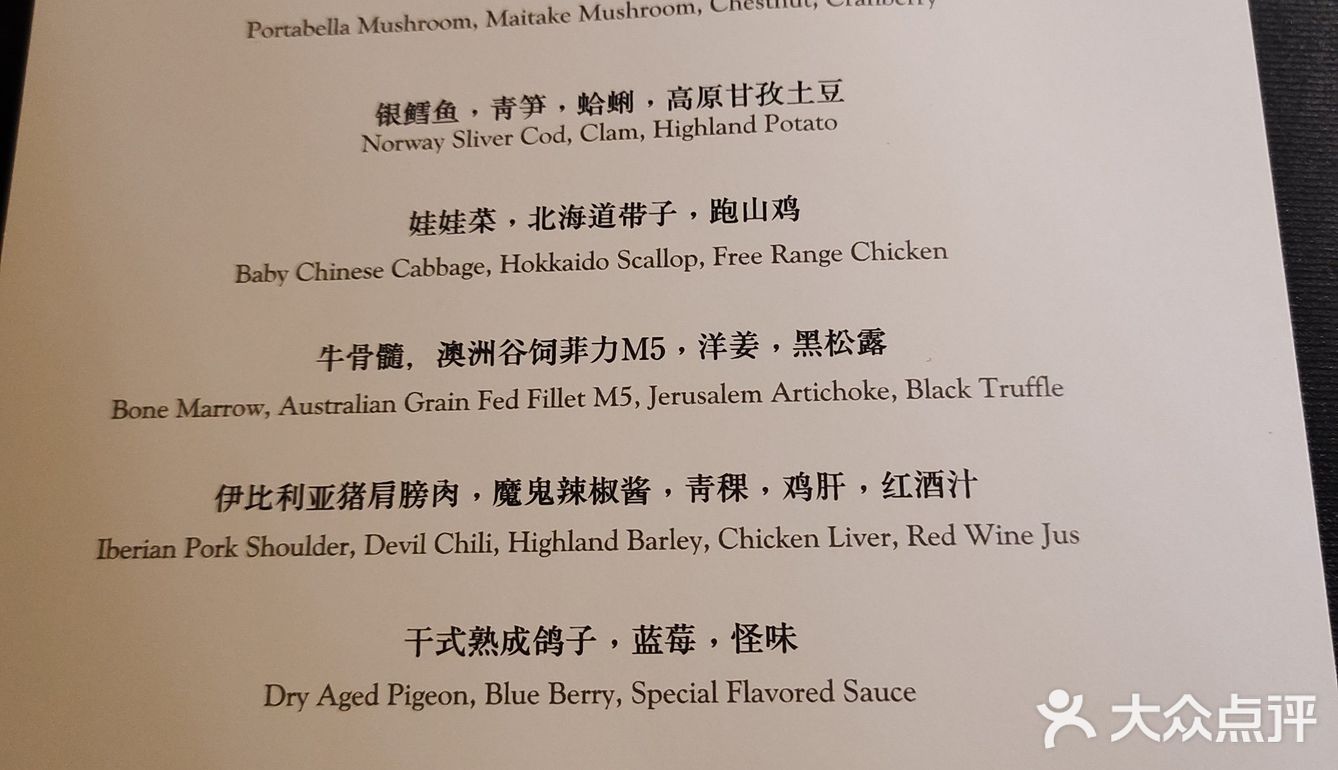 Portabella Mushroom, Maitake Mushroom, Chestnut, Cranberry
银鳕鱼，青笋，蛤蜊，高原甘孜土豆
Norway Sliver Cod, Clam, Highland Potato
娃娃菜，北海道带子，跑山鸡
Baby Chinese Cabbage, Hokkaido Scallop, Free Range Chicken
牛骨髓, 澳洲谷饲菲力M5，洋姜，黑松露
Bone Marrow, Australian Grain Fed Fillet M5, Jerusalem Artichoke, Black Truffle
伊比利亚猪肩膀肉，魔鬼辣椒酱，青稞，鸡肝，红酒汁
Iberian Pork Shoulder, Devil Chili, Highland Barley, Chicken Liver, Red Wine Jus
干式熟成鸽子，蓝莓，怪味
Dry Aged Pigeon, Blue Berry, Special Flavored Sauce
大众点评